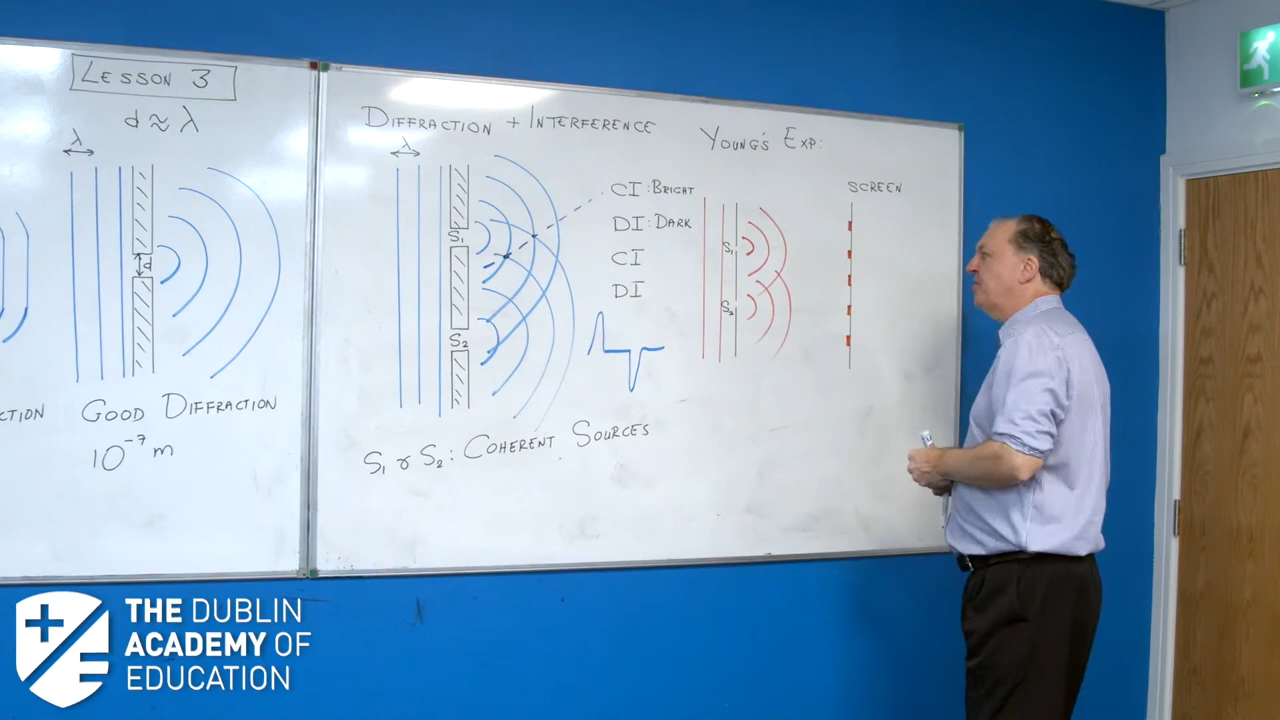 LESSON 3
d ≈ λ
λ
d
CTION
GOOD DIFFRACTION
10⁻⁷ m
DIFFRACTION + INTERFERENCE
λ
S₁
S₂
CI : BRIGHT
DI : DARK
CI
DI
S₁ & S₂ : COHERENT SOURCES
YOUNG'S EXP:
S₁
S₂
SCREEN
THE DUBLIN
ACADEMY OF
EDUCATION